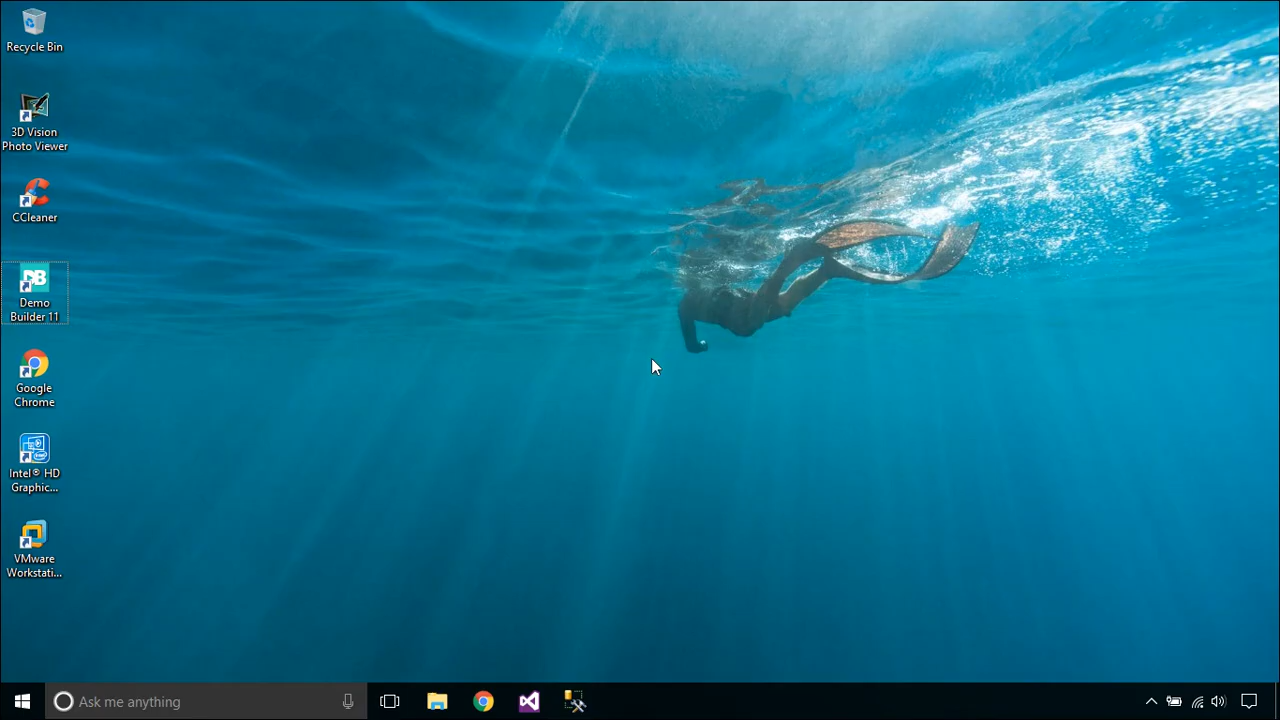 Recycle Bin
3D Vision
Photo Viewer
CCleaner
DB
Demo
Builder 11
Google
Chrome
Intel® HD
Graphic...
VMware
Workstati...
Ask me anything